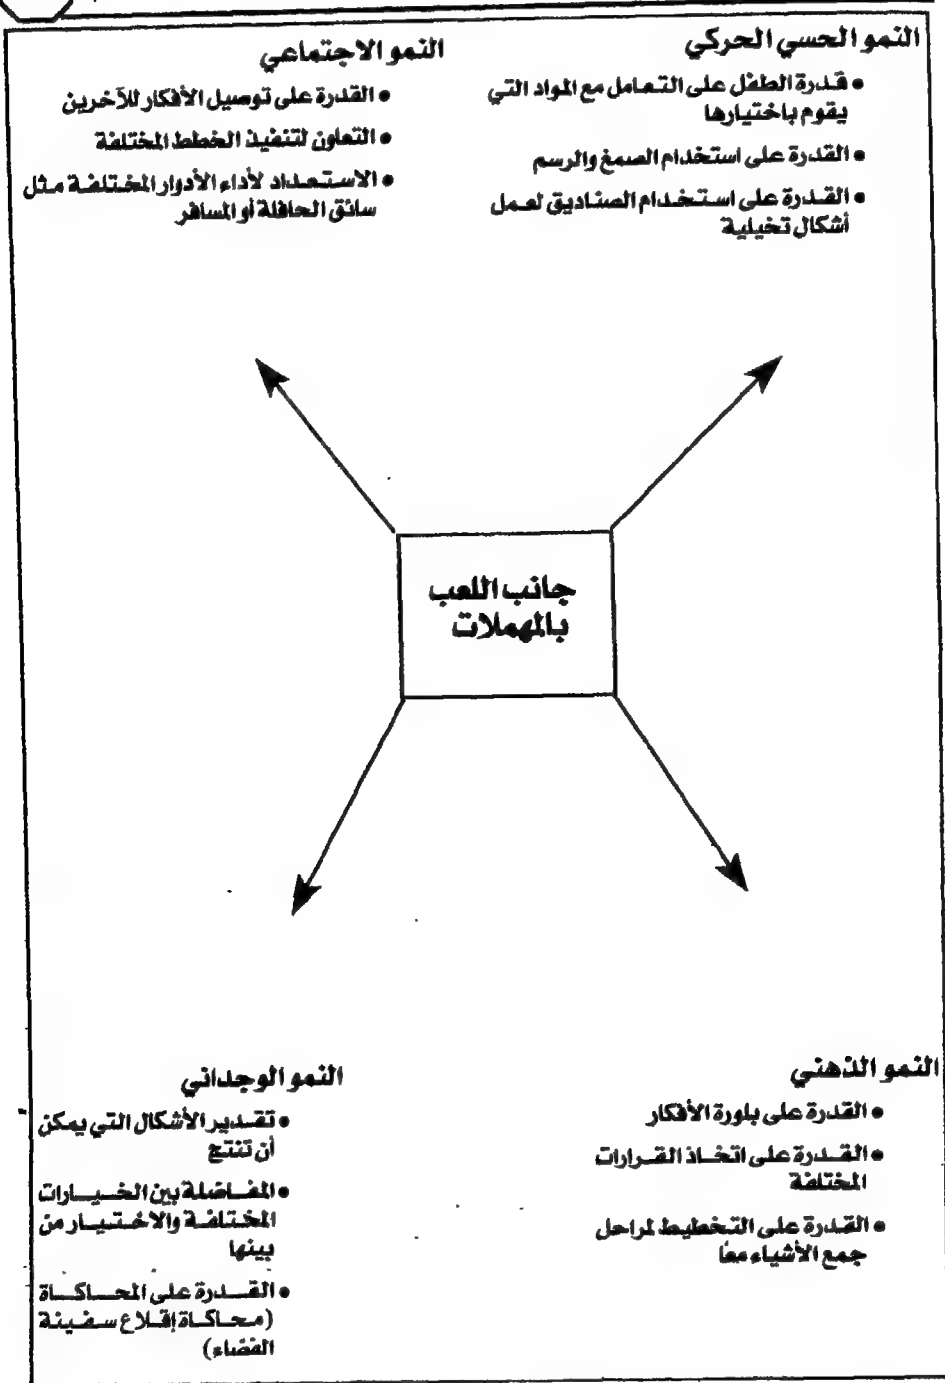 النمو الحسي الحركي
• قدرة الطفل على التعامل مع المواد التي
يقوم باختيارها
• القدرة على استخدام الصمغ والرسم
• القدرة على استخدام الصناديق لعمل
أشكال تخيلية
النمو الاجتماعي
• القدرة على توصيل الأفكار للآخرين
• التعاون لتنفيذ الخطط المختلفة
• الاستعداد لأداء الأدوار المختلفة مثل
سائق الحافلة أو المسافر
جانب اللعب
بالمهملات
النمو الذهني
• القدرة على بلورة الأفكار
• القدرة على اتخاذ القرارات
المختلفة
• القدرة على التخطيط لمراحل
جمع الأشياء معًا
النمو الوجداني
• تقدير الأشكال التي يمكن
أن تنتج
• المفاضلة بين الخيارات
المختلفة والاختيار من
بينها
• القدرة على المحاكاة
(محاكاة إقلاع سفينة
الفضاء)